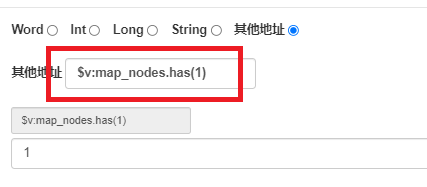 Word Int Long String 其他地址
其他地址 $v:map_nodes.has(1)
$v:map_nodes.has(1)
1